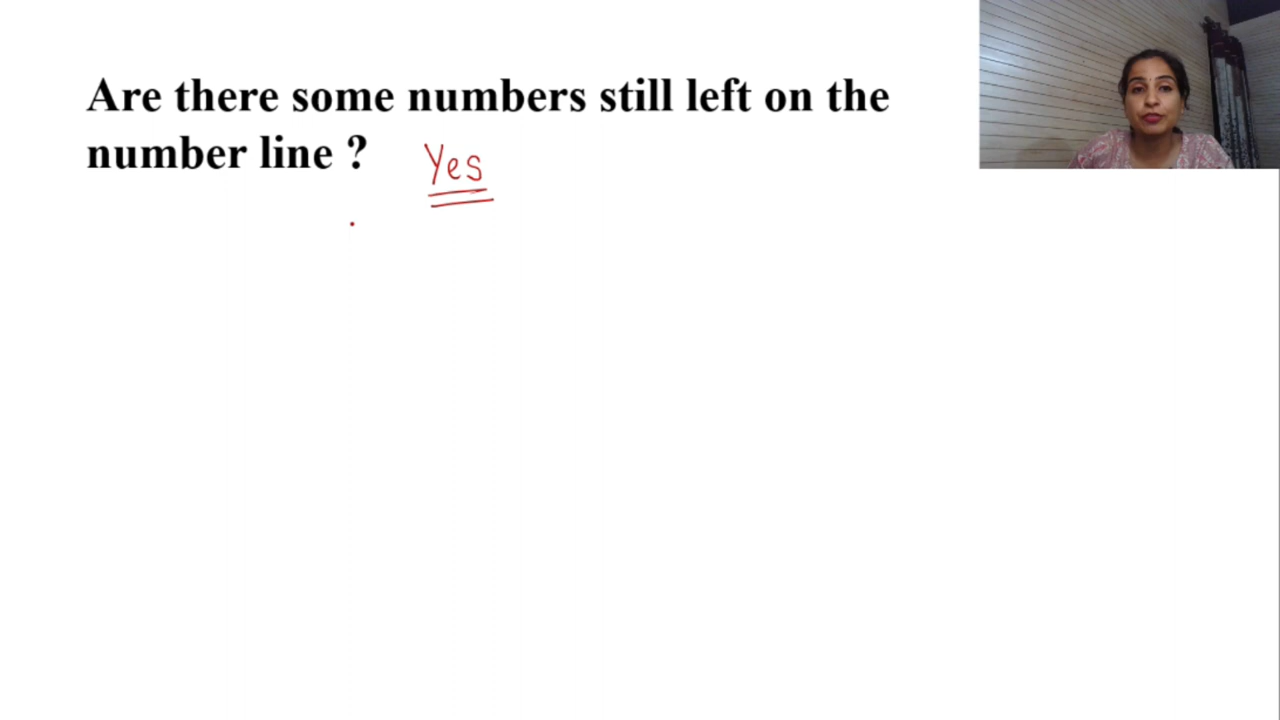 Are there some numbers still left on the
number line ? Yes